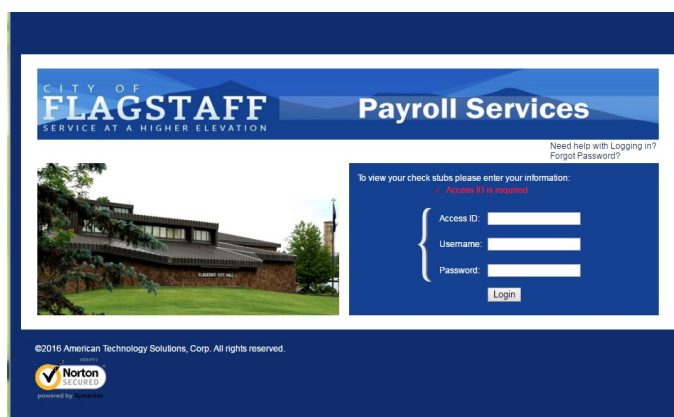 CITY OF
FLAGSTAFF
SERVICE AT A HIGHER ELEVATION
Payroll Services
Need help with Logging in?
Forgot Password?
To view your check stubs please enter your information:
• Access ID is required
FLAGSTAFF CITY HALL
Access ID:
Username:
Password:
Login
©2016 American Technology Solutions, Corp. All rights reserved.
VERIFY
Norton
SECURED
powered by Symantec